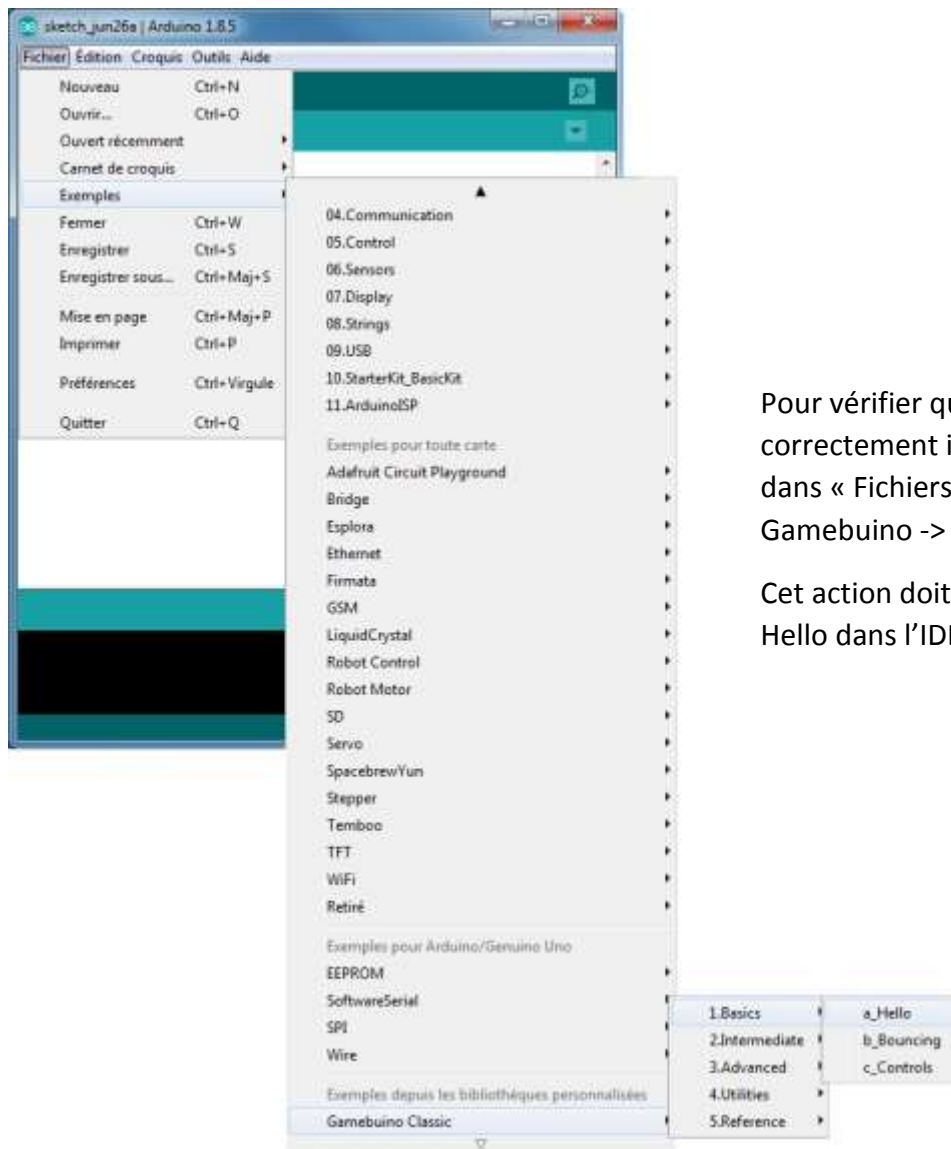 sketch_jun26a | Arduino 1.8.5
Fichier Édition Croquis Outils Aide
Nouveau Ctrl+N
Ouvrir... Ctrl+O
Ouvert récemment
Carnet de croquis
Exemples
Fermer Ctrl+W
Enregistrer Ctrl+S
Enregistrer sous... Ctrl+Maj+S
Mise en page Ctrl+Maj+P
Imprimer Ctrl+P
Préférences Ctrl+Virgule
Quitter Ctrl+Q
04.Communication
05.Control
06.Sensors
07.Display
08.Strings
09.USB
10.StarterKit_BasicKit
11.ArduinoISP
Exemples pour toute carte
Adafruit Circuit Playground
Bridge
Esplora
Ethernet
Firmata
GSM
LiquidCrystal
Robot Control
Robot Motor
SD
Servo
SpacebrewYun
Stepper
Temboo
TFT
WiFi
Retiré
Exemples pour Arduino/Genuino Uno
EEPROM
SoftwareSerial
SPI
Wire
Exemples depuis les bibliothèques personnalisées
Gamebuino Classic
1.Basics
2.Intermediate
3.Advanced
4.Utilities
5.Reference
a_Hello
b_Bouncing
c_Controls
Pour vérifier
correctement
dans « Fichiers
Gamebuino ->
Cet action doit
Hello dans